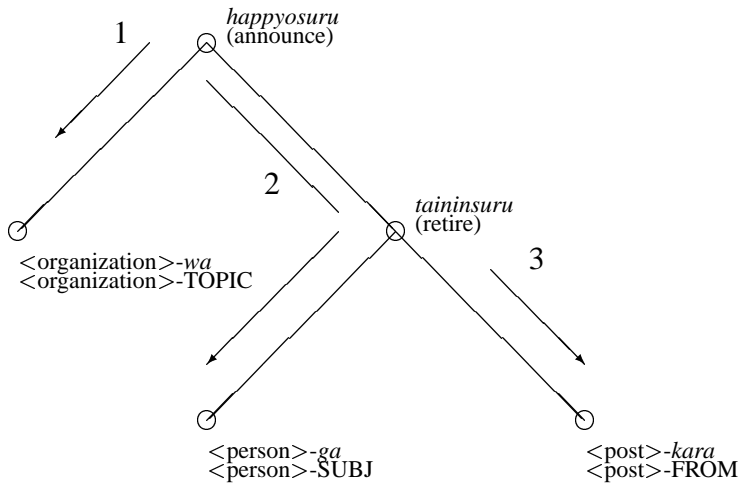 1
happyosuru
(announce)
2
taininsuru
(retire)
<organization>-wa
<organization>-TOPIC
3
<person>-ga
<person>-SUBJ
<post>-kara
<post>-FROM